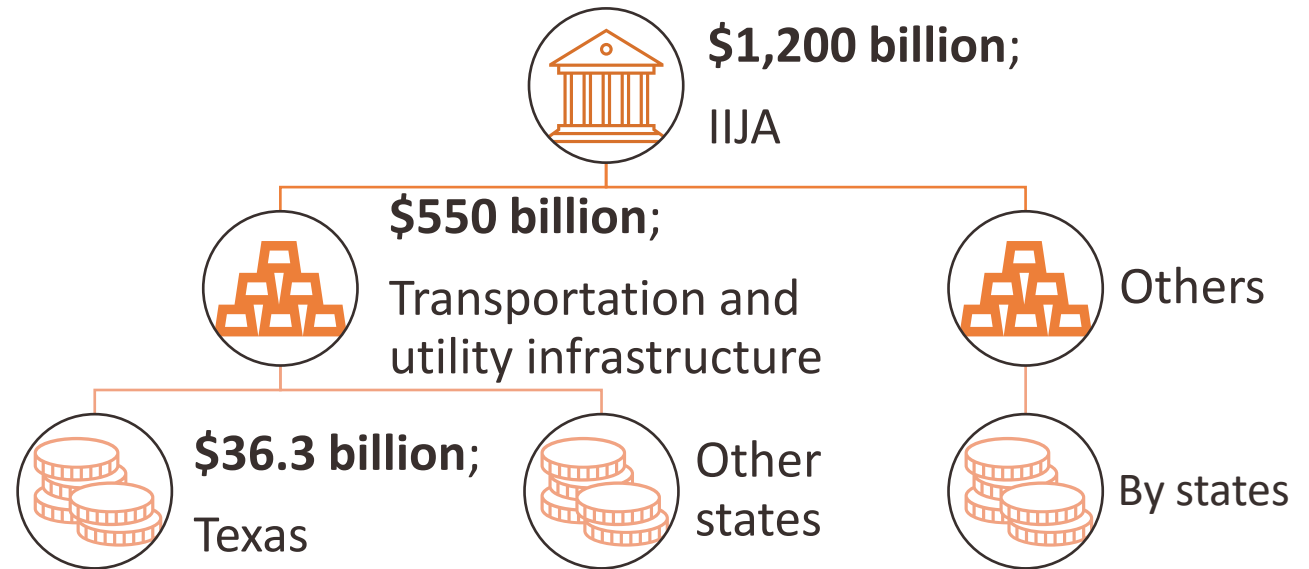 $1,200 billion;
IIJA
$550 billion;
Transportation and
utility infrastructure
Others
$36.3 billion;
Texas
Other
states
By states